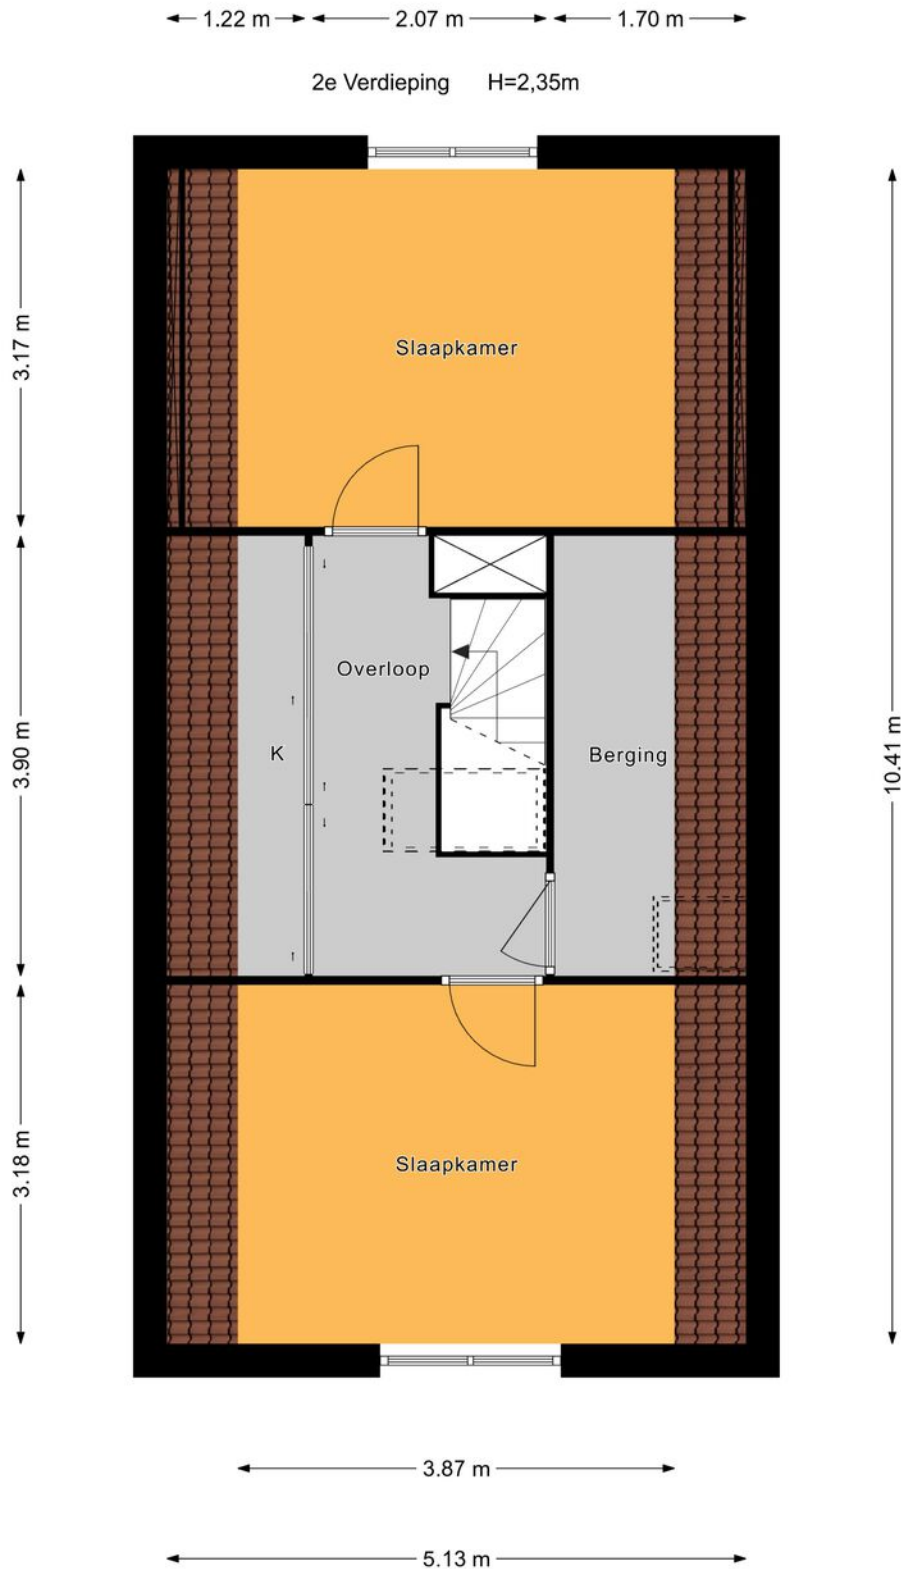 1.22 m 2.07 m 1.70 m
2e Verdieping H=2,35m
3.17 m
Slaapkamer
Overloop
3.90 m
K
Berging
10.41 m
3.18 m
Slaapkamer
3.87 m
5.13 m